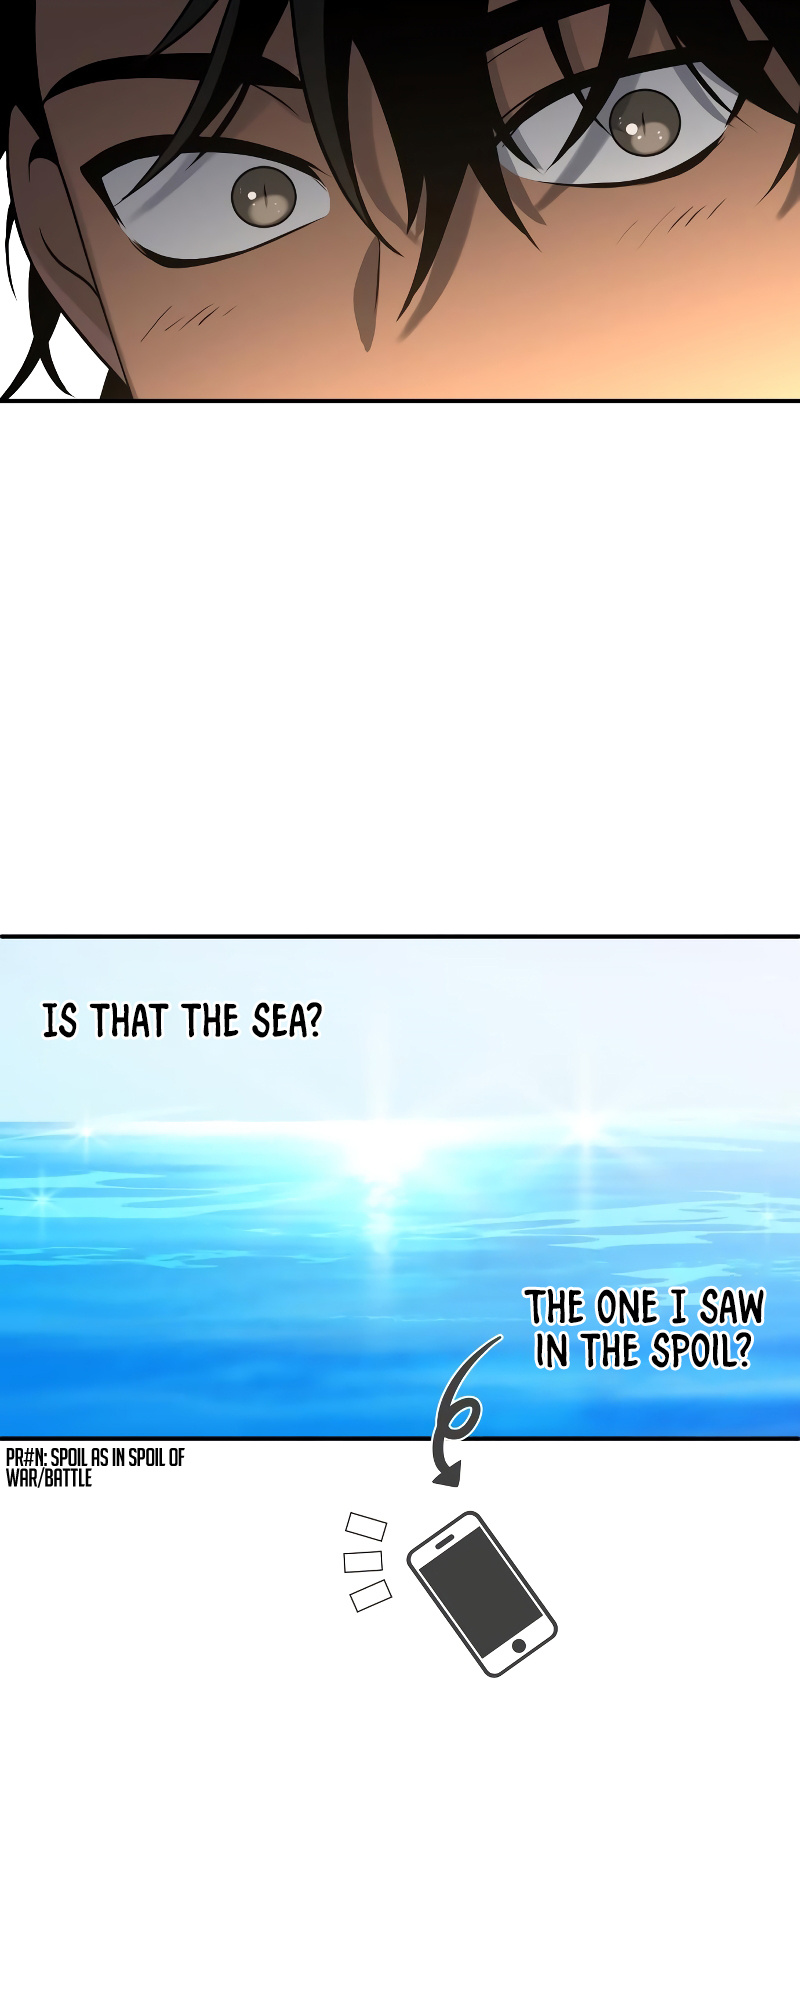 IS THAT THE SEA?
THE ONE I SAW
IN THE SPOIL?
PR#N: SPOIL AS IN SPOIL OF
WAR/BATTLE